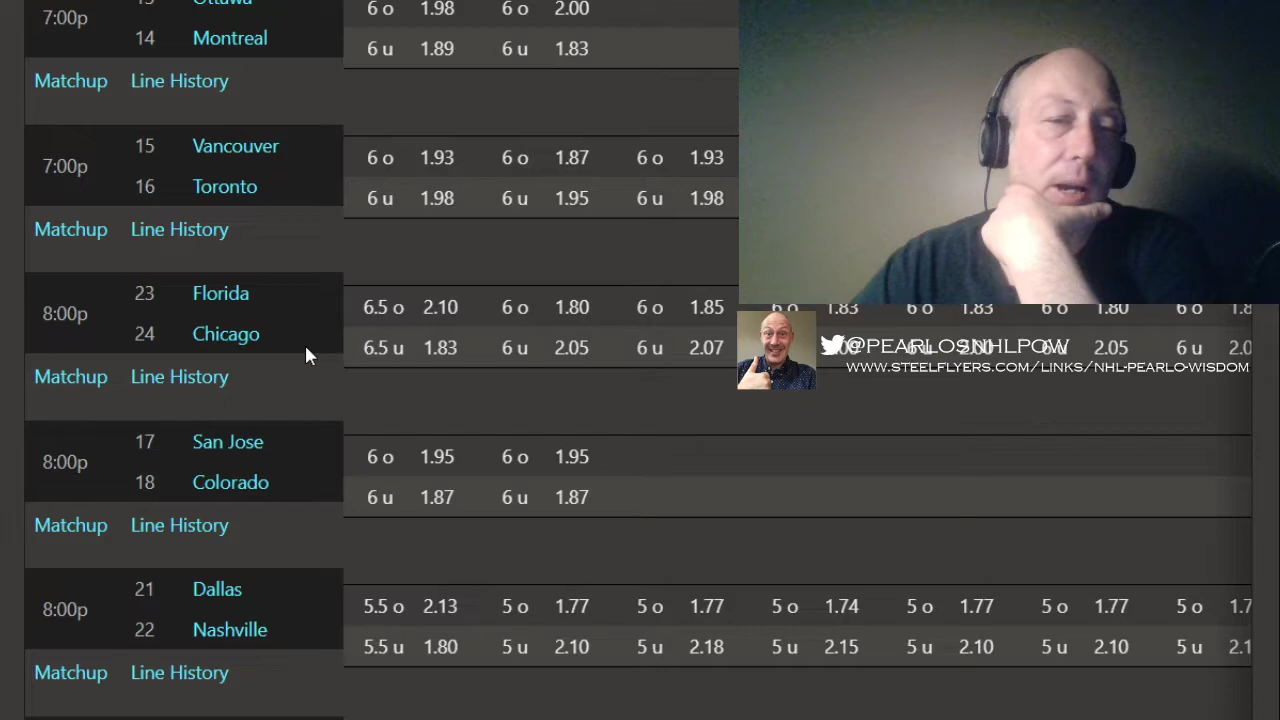 7:00p
6 o 1.98 6 o 2.00
14 Montreal 6 u 1.89 6 u 1.83
Matchup Line History
15 Vancouver 6 o 1.93 6 o 1.87 6 o 1.93
7:00p
16 Toronto 6 u 1.98 6 u 1.95 6 u 1.98
Matchup Line History
23 Florida 6.5 o 2.10 6 o 1.80 6 o 1.85 6 o 1.83 6 o 1.83 6 o 1.80 6 o
8:00p
24 Chicago 6.5 u 1.83 6 u 2.05 6 u 2.07 6 u 2.00 6 u 2.05 6 u
@PEARLOSNHLPOW
WWW.STEELFLYERS.COM/LINKS/NHL-PEARLO-WISDOM
Matchup Line History
17 San Jose 6 o 1.95 6 o 1.95
8:00p
18 Colorado 6 u 1.87 6 u 1.87
Matchup Line History
21 Dallas 5.5 o 2.13 5 o 1.77 5 o 1.77 5 o 1.74 5 o 1.77 5 o 1.77 5 o
8:00p
22 Nashville 5.5 u 1.80 5 u 2.10 5 u 2.18 5 u 2.15 5 u 2.10 5 u 2.10 5 u
Matchup Line History